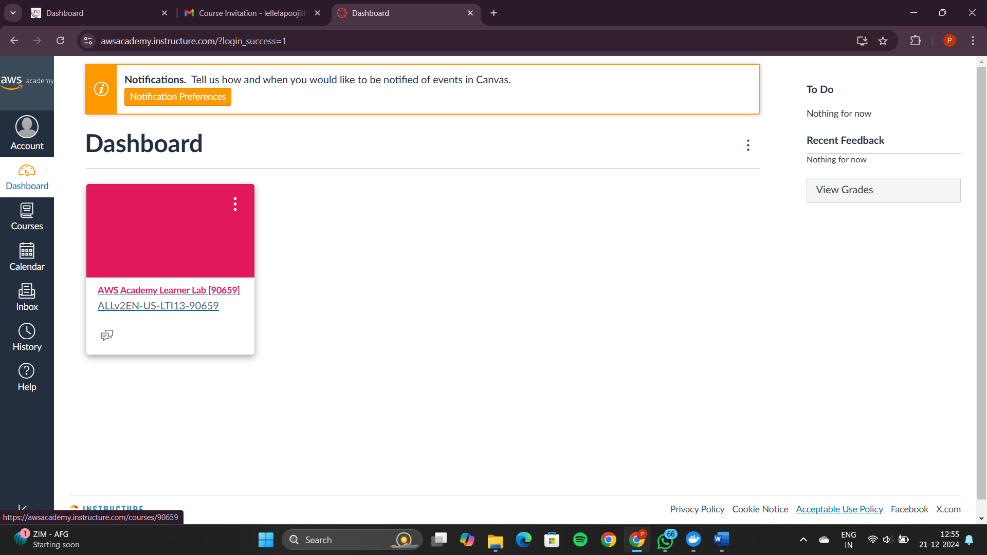 Dashboard
Course Invitation - lellelapoojit
Dashboard
awsacademy.instructure.com/?login_success=1
P
aws academy
Account
Dashboard
Courses
Calendar
Inbox
History
Help
Notifications. Tell us how and when you would like to be notified of events in Canvas.
Notification Preferences
Dashboard
AWS Academy Learner Lab [90659]
ALLv2EN-US-LTI13-90659
To Do
Nothing for now
Recent Feedback
Nothing for now
View Grades
INSTRUCTURE
Privacy Policy Cookie Notice Acceptable Use Policy Facebook X.com
https://awsacademy.instructure.com/courses/90659
1
ZIM - AFG
Starting soon
Search
P
66
ENG
IN
12:55
21-12-2024